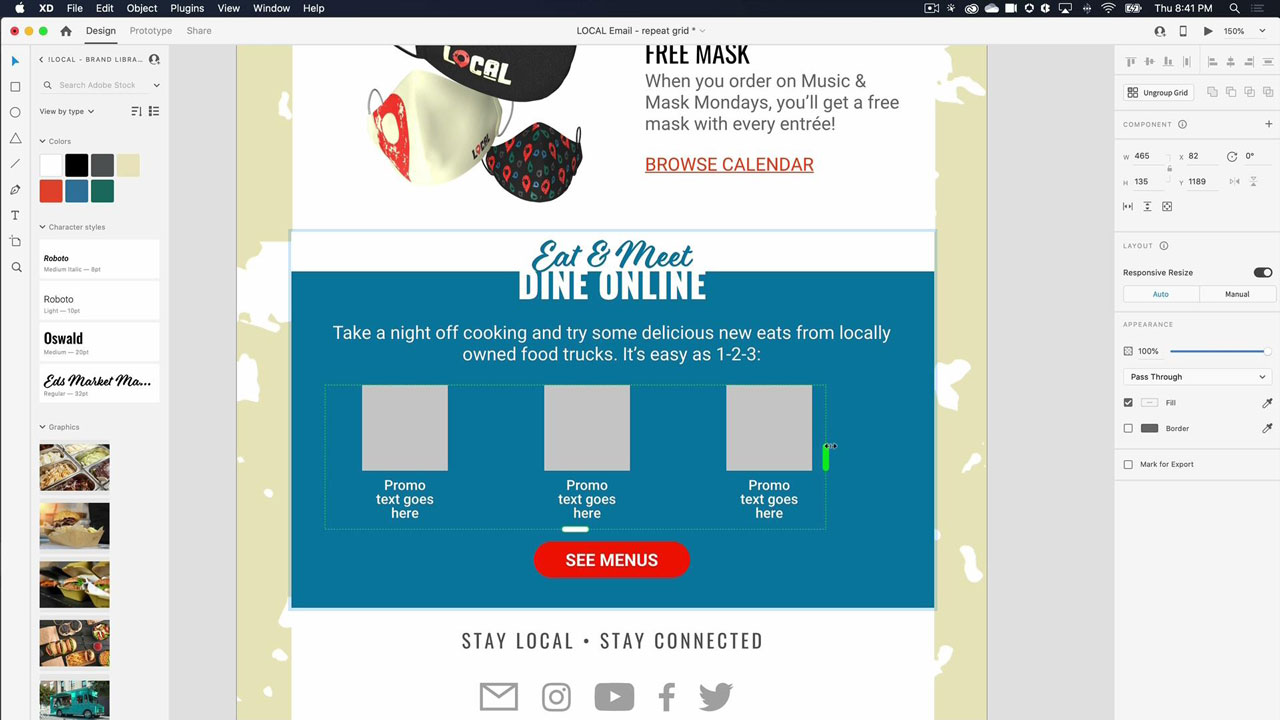 XD File Edit Object Plugins View Window Help
Thu 8:41 PM
Design Prototype Share
LOCAL Email - repeat grid *
150%
!LOCAL - BRAND LIBRA...
Search Adobe Stock
View by type
Colors
Character styles
Roboto
Medium Italic — 8pt
Roboto
Light — 10pt
Oswald
Medium — 20pt
Eds Market Ma...
Regular — 32pt
Graphics
LOCAL
LOCAL
FREE MASK
When you order on Music &
Mask Mondays, you’ll get a free
mask with every entrée!
BROWSE CALENDAR
Eat & Meet
DINE ONLINE
Take a night off cooking and try some delicious new eats from locally
owned food trucks. It’s easy as 1-2-3:
Promo
text goes
here
Promo
text goes
here
Promo
text goes
here
SEE MENUS
STAY LOCAL • STAY CONNECTED
Ungroup Grid
COMPONENT
W 465 X 82 0°
H 135 Y 1189
LAYOUT
Responsive Resize
Auto Manual
APPEARANCE
100%
Pass Through
Fill
Border
Mark for Export